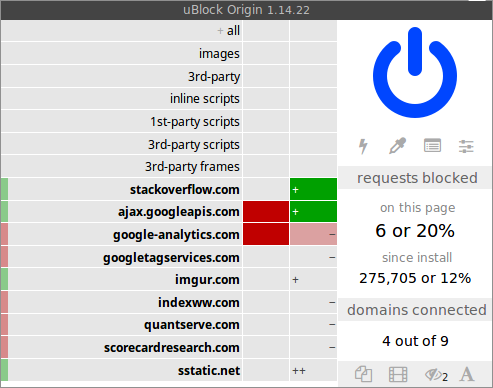 uBlock Origin 1.14.22
+ all
images
3rd-party
inline scripts
1st-party scripts
3rd-party scripts
3rd-party frames
stackoverflow.com +
ajax.googleapis.com +
google-analytics.com −
googletagservices.com −
imgur.com +
indexww.com −
quantserve.com −
scorecardresearch.com −
sstatic.net ++
requests blocked
on this page
6 or 20%
since install
275,705 or 12%
domains connected
4 out of 9
2
A